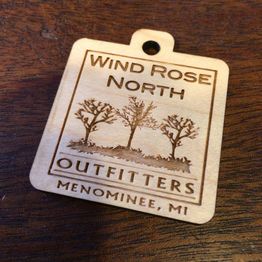 WIND ROSE
NORTH
OUTFITTERS
MENOMINEE, MI